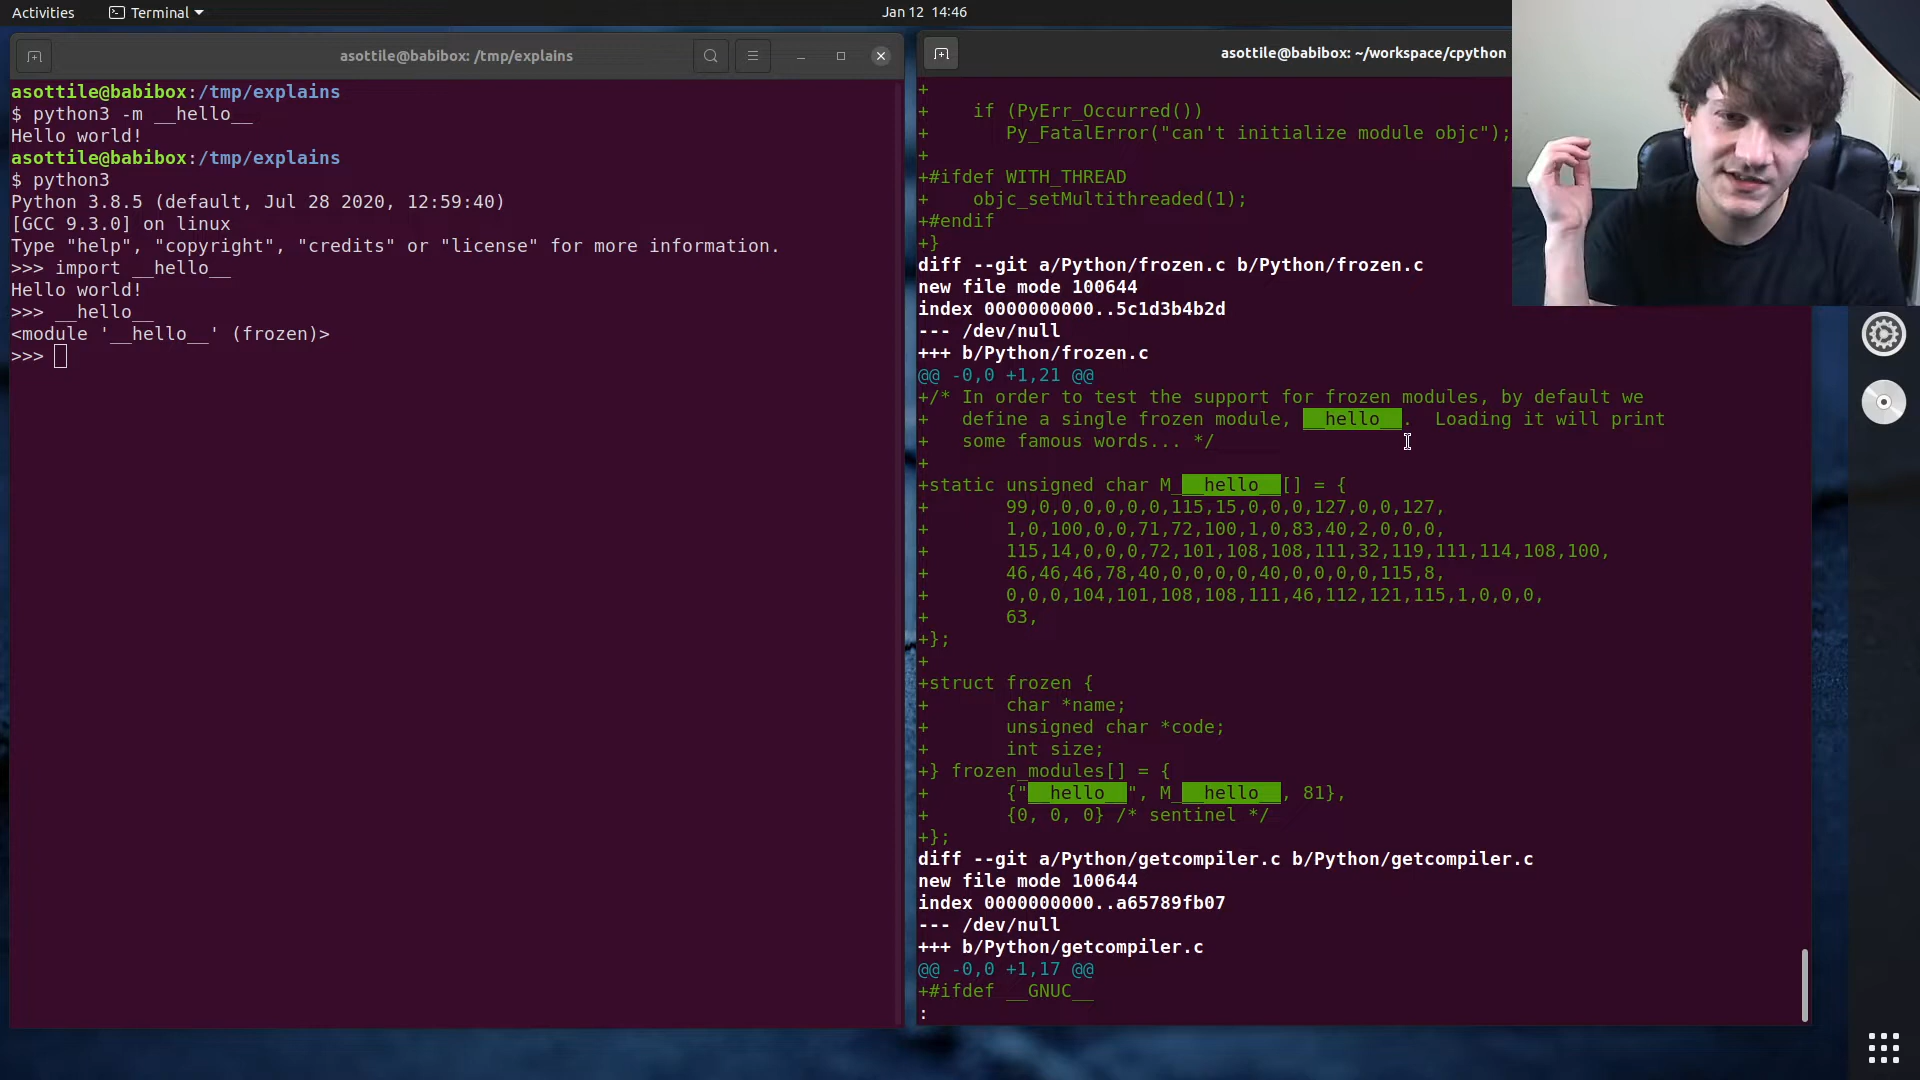 Activities
Terminal
Jan 12 14:46
asottile@babibox: /tmp/explains
asottile@babibox:/tmp/explains
$ python3 -m __hello__
Hello world!
asottile@babibox:/tmp/explains
$ python3
Python 3.8.5 (default, Jul 28 2020, 12:59:40)
[GCC 9.3.0] on linux
Type "help", "copyright", "credits" or "license" for more information.
>>> import __hello__
Hello world!
>>> __hello__
<module '__hello__' (frozen)>
>>>
asottile@babibox: ~/workspace/cpython
+
+    if (PyErr_Occurred())
+       Py_FatalError("can't initialize module objc");
+
+#ifdef WITH_THREAD
+    objc_setMultithreaded(1);
+#endif
+}
diff --git a/Python/frozen.c b/Python/frozen.c
new file mode 100644
index 0000000000..5c1d3b4b2d
--- /dev/null
+++ b/Python/frozen.c
@@ -0,0 +1,21 @@
+/* In order to test the support for frozen modules, by default we
+   define a single frozen module, __hello__.  Loading it will print
+   some famous words... */
+
+static unsigned char M___hello__[] = {
+       99,0,0,0,0,0,0,115,15,0,0,0,127,0,0,127,
+       1,0,100,0,0,71,72,100,1,0,83,40,2,0,0,0,
+       115,14,0,0,0,72,101,108,108,111,32,119,111,114,108,100,
+       46,46,46,78,40,0,0,0,0,40,0,0,0,0,115,8,
+       0,0,0,104,101,108,108,111,46,112,121,115,1,0,0,0,
+       63,
+};
+
+struct frozen {
+       char *name;
+       unsigned char *code;
+       int size;
+} frozen_modules[] = {
+       {"__hello__", M___hello__, 81},
+       {0, 0, 0} /* sentinel */
+};
diff --git a/Python/getcompiler.c b/Python/getcompiler.c
new file mode 100644
index 0000000000..a65789fb07
--- /dev/null
+++ b/Python/getcompiler.c
@@ -0,0 +1,17 @@
+#ifdef __GNUC__
: